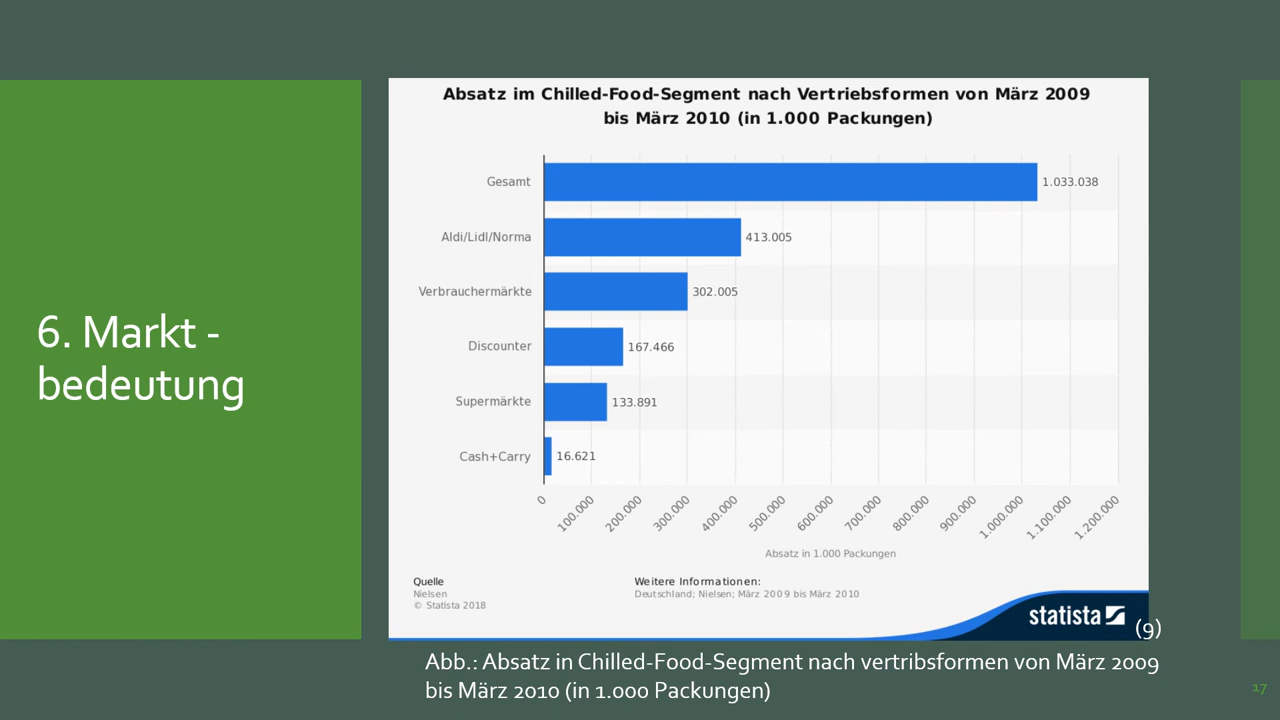 6. Markt -
bedeutung
Absatz im Chilled-Food-Segment nach Vertriebsformen von März 2009
bis März 2010 (in 1.000 Packungen)
Gesamt 1.033.038
Aldi/Lidl/Norma 413.005
Verbrauchermärkte 302.005
Discounter 167.466
Supermärkte 133.891
Cash+Carry 16.621
0 100.000 200.000 300.000 400.000 500.000 600.000 700.000 800.000 900.000 1.000.000 1.100.000 1.200.000
Absatz in 1.000 Packungen
Quelle
Nielsen
© Statista 2018
Weitere Informationen:
Deutschland; Nielsen; März 2009 bis März 2010
statista
(9)
Abb.: Absatz in Chilled-Food-Segment nach vertribsformen von März 2009
bis März 2010 (in 1.000 Packungen)
17